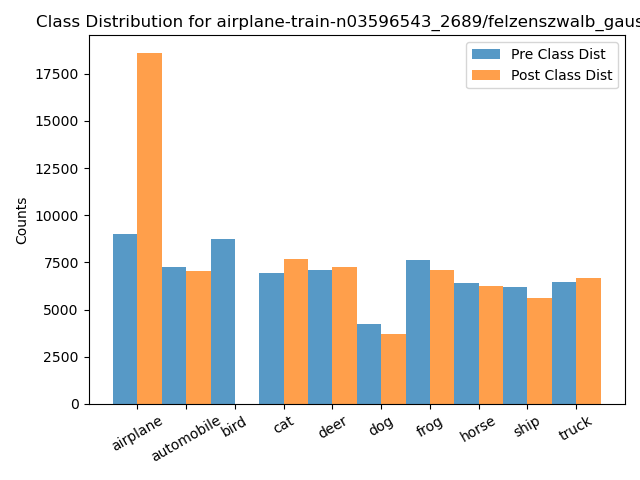 Class Distribution for airplane-train-n03596543_2689/felzenszwalb_gaus
Pre Class Dist
Post Class Dist
Counts
17500
15000
12500
10000
7500
5000
2500
0
airplane
automobile
bird
cat
deer
dog
frog
horse
ship
truck